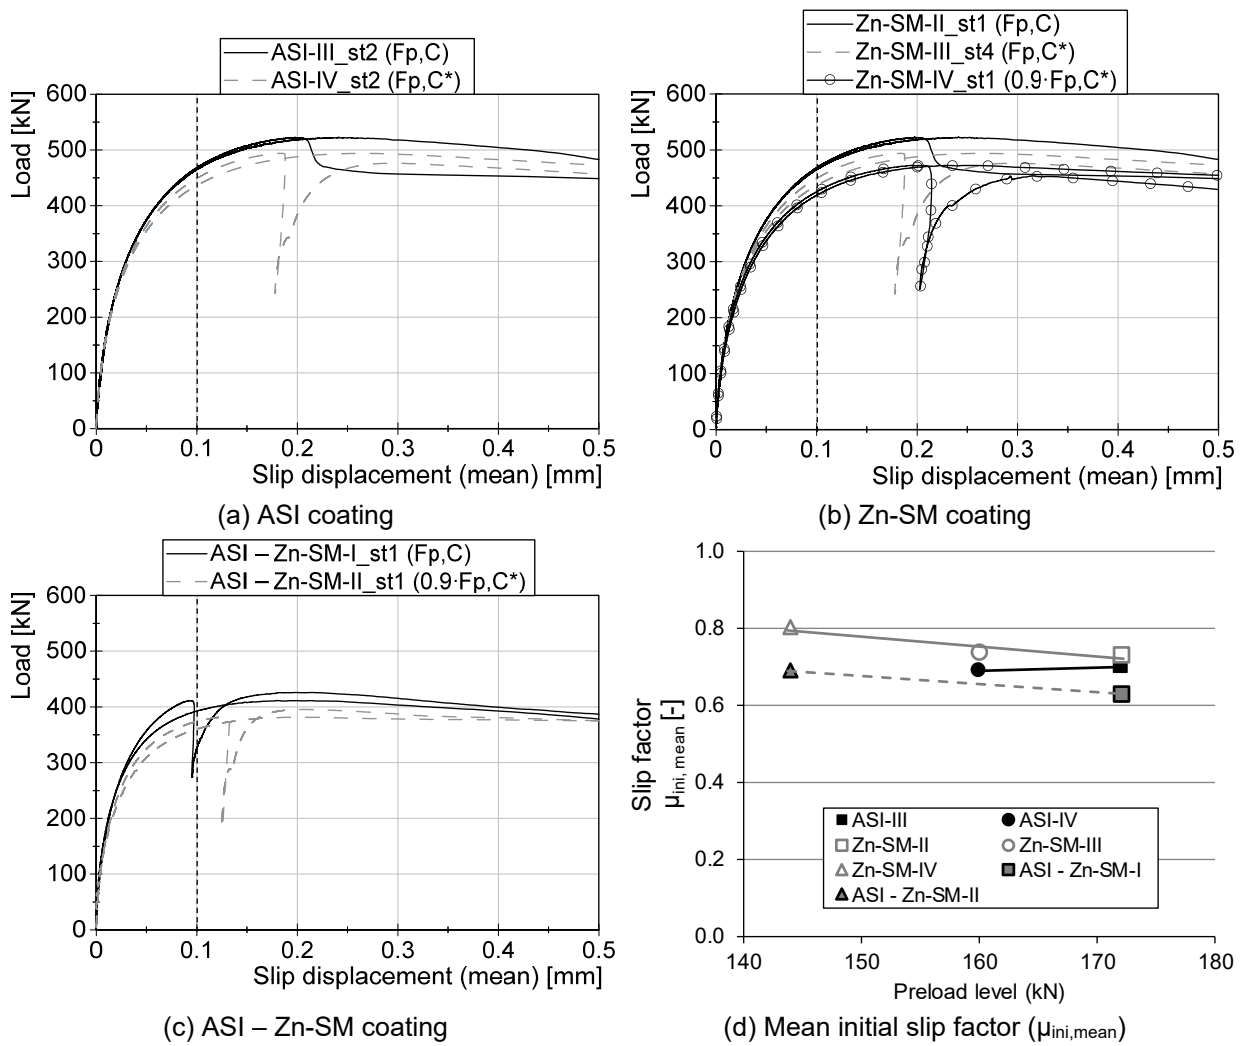 ASI-III_st2 (Fp,C)
ASI-IV_st2 (Fp,C*)
Load [kN]
600
500
400
300
200
100
0
0 0.1 0.2 0.3 0.4 0.5
Slip displacement (mean) [mm]
(a) ASI coating
Zn-SM-II_st1 (Fp,C)
Zn-SM-III_st4 (Fp,C*)
Zn-SM-IV_st1 (0.9·Fp,C*)
Load [kN]
600
500
400
300
200
100
0
0 0.1 0.2 0.3 0.4 0.5
Slip displacement (mean) [mm]
(b) Zn-SM coating
ASI – Zn-SM-I_st1 (Fp,C)
ASI – Zn-SM-II_st1 (0.9·Fp,C*)
Load [kN]
600
500
400
300
200
100
0
0 0.1 0.2 0.3 0.4 0.5
Slip displacement (mean) [mm]
(c) ASI – Zn-SM coating
Slip factor
μini, mean [-]
1.0
0.8
0.6
0.4
0.2
0.0
ASI-III ASI-IV
Zn-SM-II Zn-SM-III
Zn-SM-IV ASI - Zn-SM-I
ASI - Zn-SM-II
140 150 160 170 180
Preload level (kN)
(d) Mean initial slip factor (μini,mean)